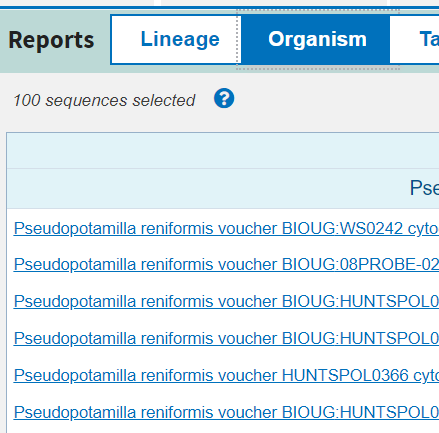 Reports Lineage Organism Ta
100 sequences selected ?
Pse
Pseudopotamilla reniformis voucher BIOUG:WS0242 cyto
Pseudopotamilla reniformis voucher BIOUG:08PROBE-02
Pseudopotamilla reniformis voucher BIOUG:HUNTSPOL0
Pseudopotamilla reniformis voucher BIOUG:HUNTSPOL0
Pseudopotamilla reniformis voucher HUNTSPOL0366 cyto
Pseudopotamilla reniformis voucher BIOUG:HUNTSPOL0